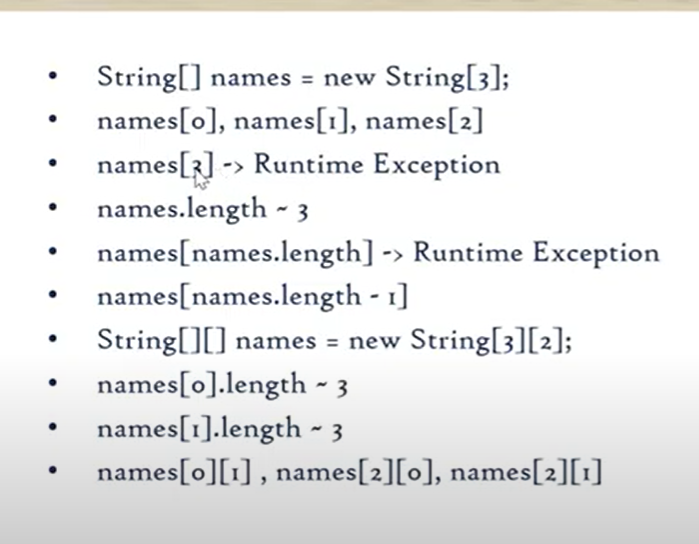 • String[] names = new String[3];
• names[0], names[1], names[2]
• names[3] -> Runtime Exception
• names.length ~ 3
• names[names.length] -> Runtime Exception
• names[names.length - 1]
• String[][] names = new String[3][2];
• names[0].length ~ 3
• names[1].length ~ 3
• names[0][1] , names[2][0], names[2][1]